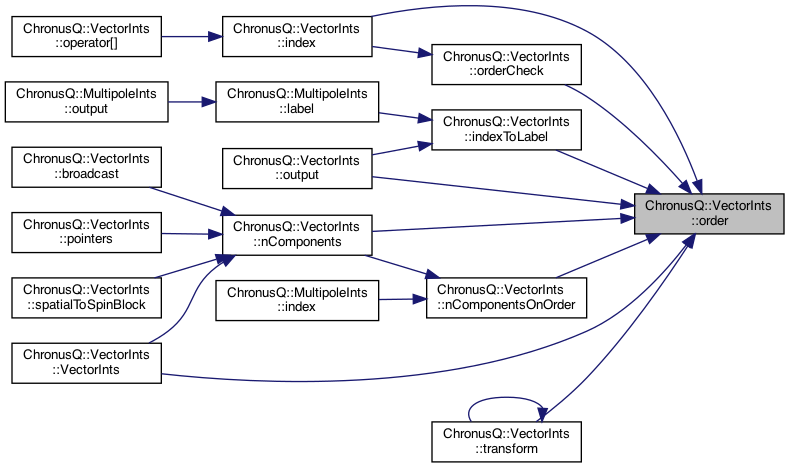 ChronusQ::VectorInts
::operator[]
ChronusQ::VectorInts
::index
ChronusQ::VectorInts
::orderCheck
ChronusQ::MultipoleInts
::output
ChronusQ::MultipoleInts
::label
ChronusQ::VectorInts
::indexToLabel
ChronusQ::VectorInts
::broadcast
ChronusQ::VectorInts
::output
ChronusQ::VectorInts
::order
ChronusQ::VectorInts
::pointers
ChronusQ::VectorInts
::nComponents
ChronusQ::VectorInts
::spatialToSpinBlock
ChronusQ::MultipoleInts
::index
ChronusQ::VectorInts
::nComponentsOnOrder
ChronusQ::VectorInts
::VectorInts
ChronusQ::VectorInts
::transform